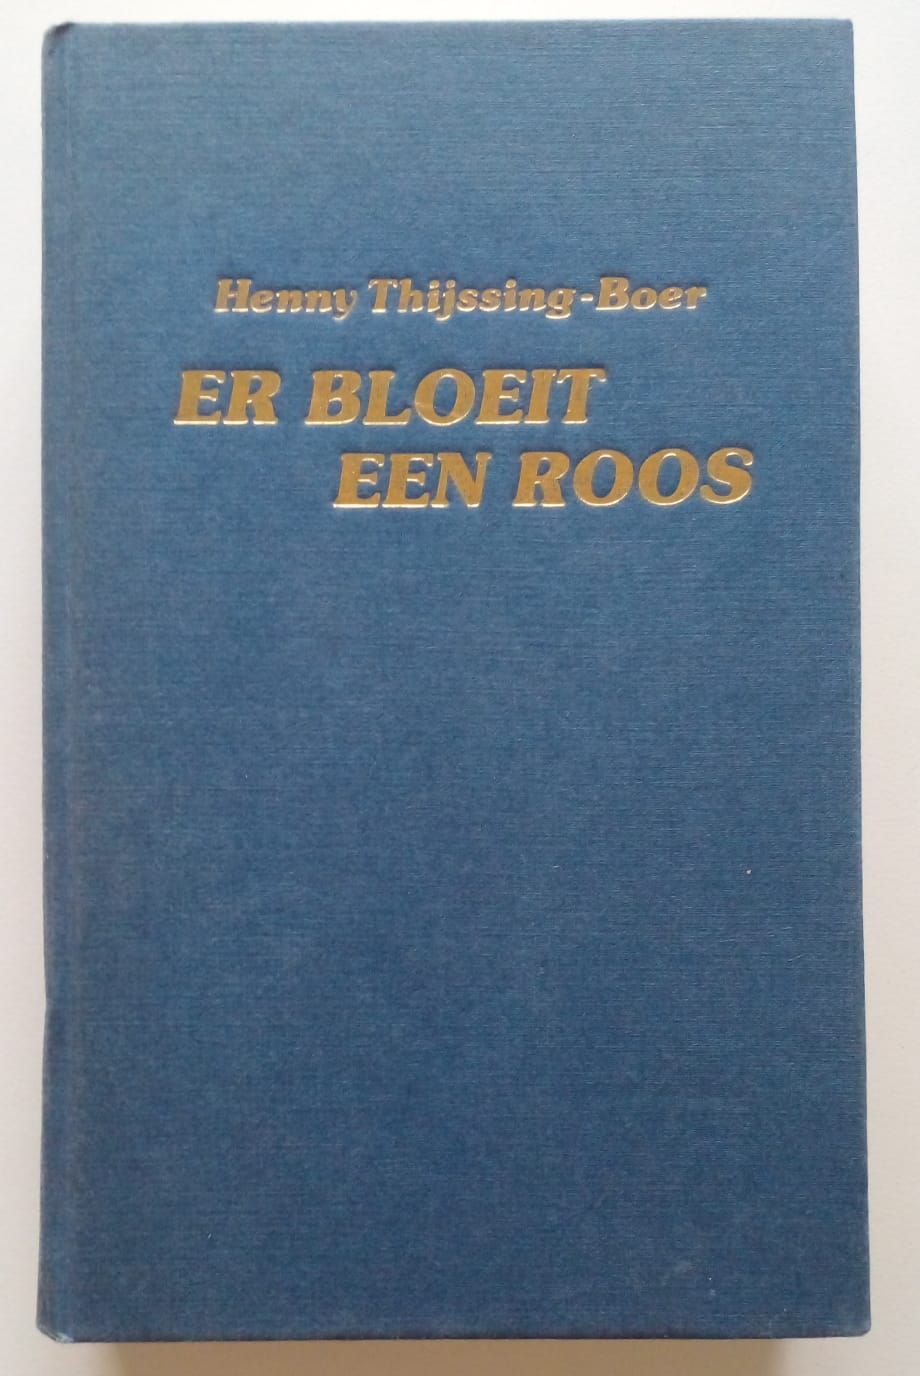 Henny Thijssing-Boer
ER BLOEIT
EEN ROOS